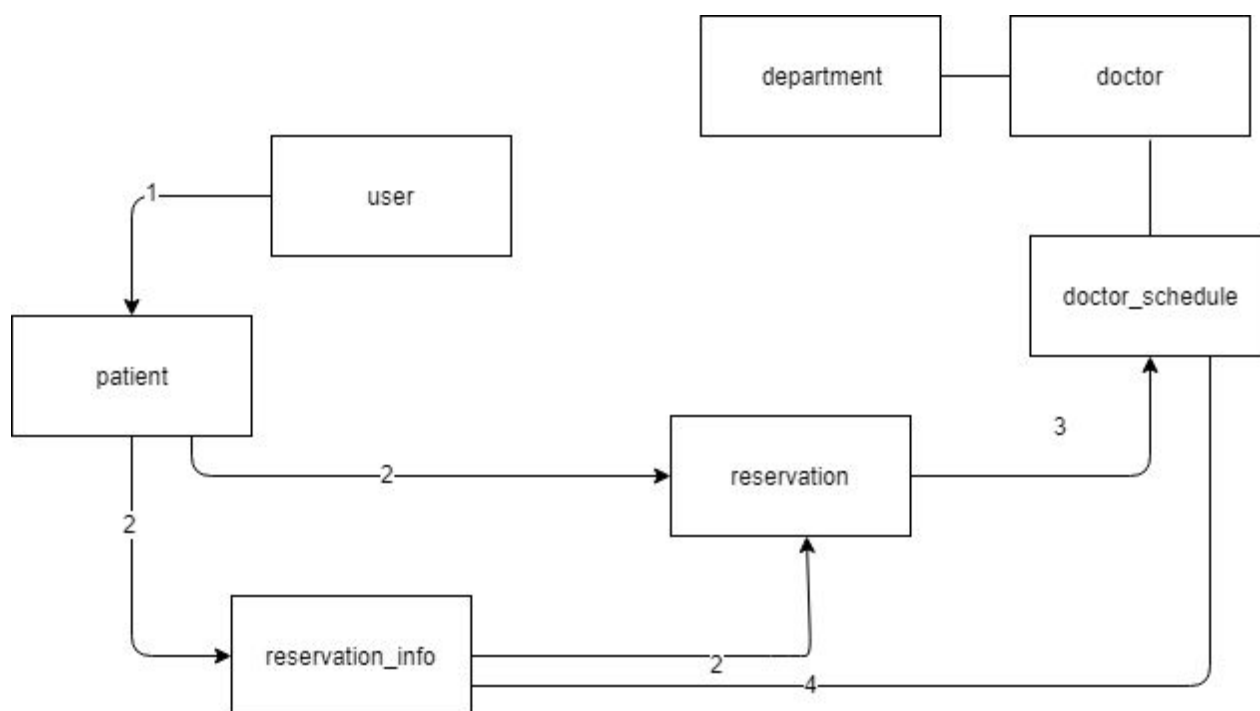 department
doctor
1
user
doctor_schedule
patient
3
2
reservation
2
reservation_info
2
4